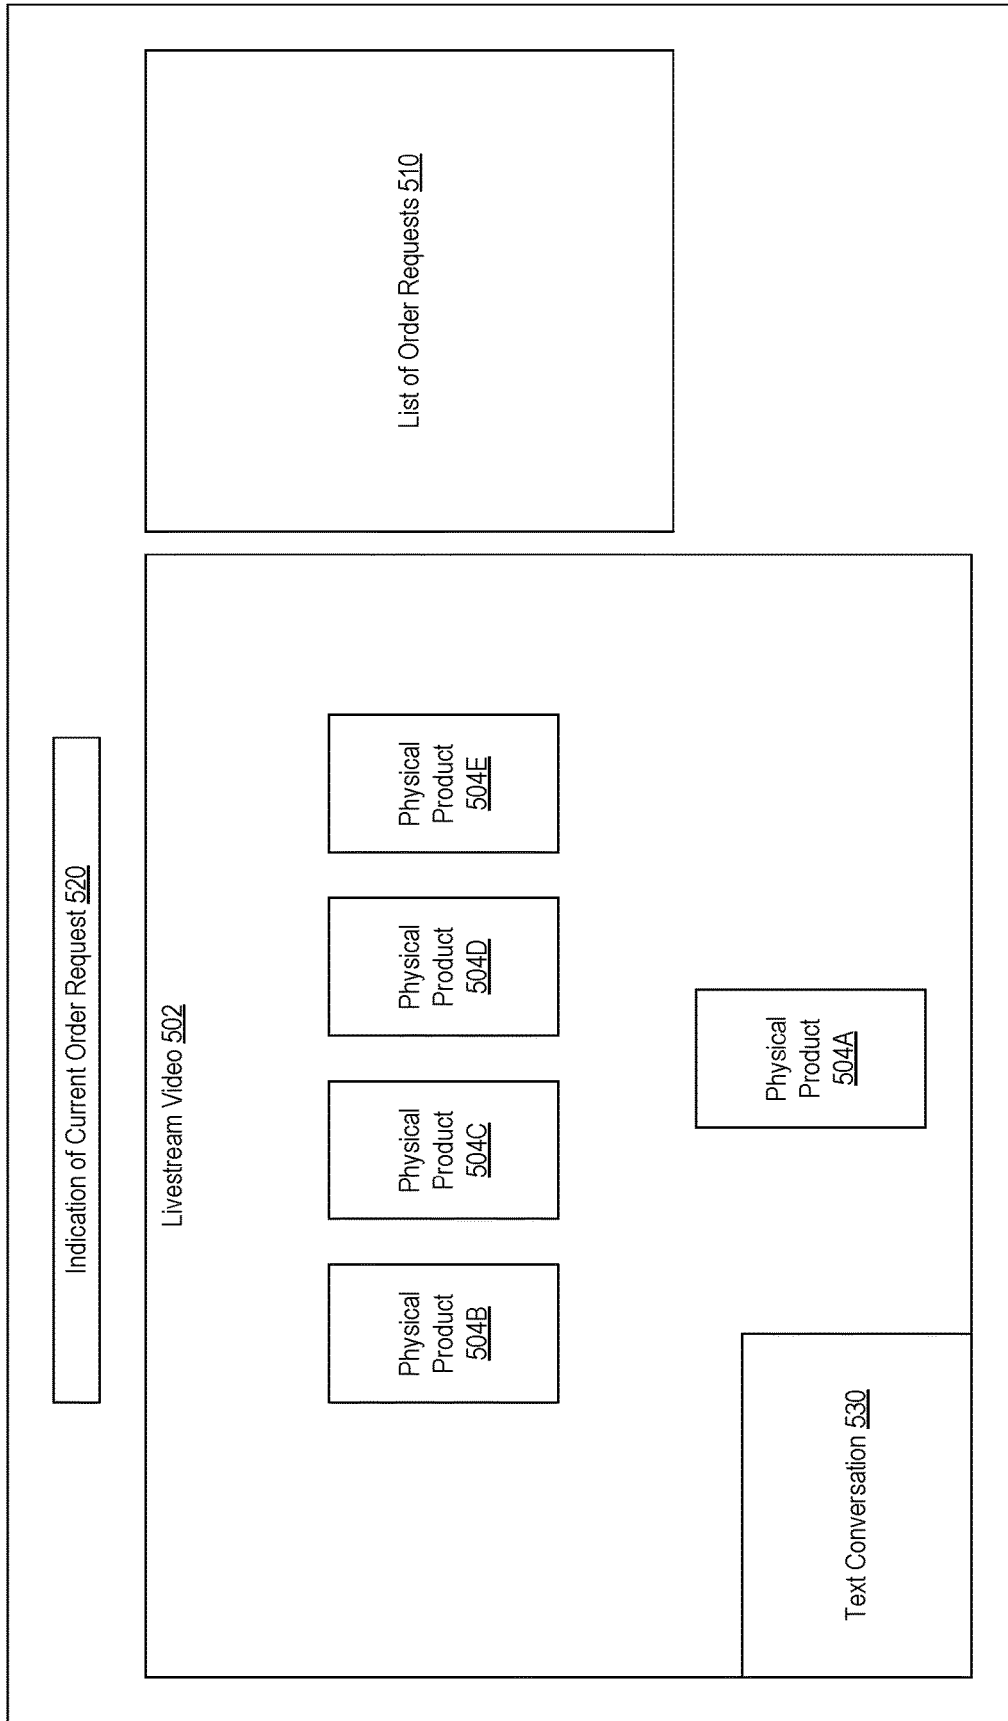 Indication of Current Order Request 520
Livestream Video 502
Physical
Product
504B
Physical
Product
504C
Physical
Product
504D
Physical
Product
504E
Physical
Product
504A
Text Conversation 530
List of Order Requests 510